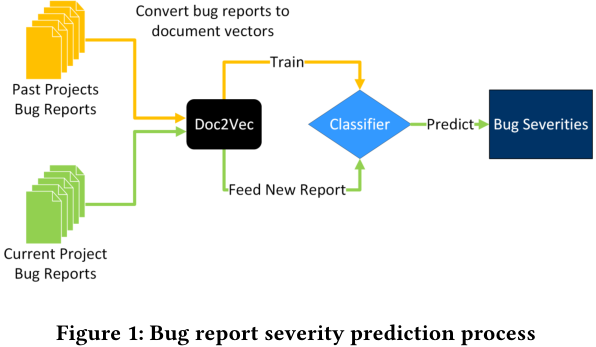 Convert bug reports to
document vectors
Past Projects
Bug Reports
Train
Doc2Vec
Classifier
Predict
Bug Severities
Feed New Report
Current Project
Bug Reports
Figure 1: Bug report severity prediction process